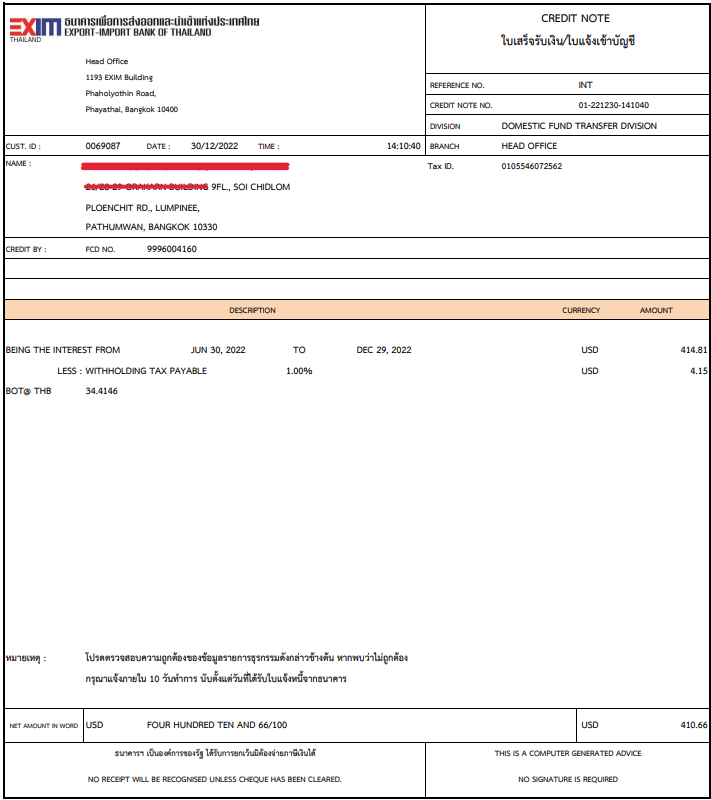 EXIM THAILAND
ธนาคารเพื่อการส่งออกและนำเข้าแห่งประเทศไทย
EXPORT-IMPORT BANK OF THAILAND
Head Office
1193 EXIM Building
Phaholyothin Road,
Phayathai, Bangkok 10400
CREDIT NOTE
ใบเสร็จรับเงิน/ใบแจ้งเข้าบัญชี
REFERENCE NO. INT
CREDIT NOTE NO. 01-221230-141040
DIVISION DOMESTIC FUND TRANSFER DIVISION
CUST. ID : 0069087 DATE : 30/12/2022 TIME : 14:10:40 BRANCH HEAD OFFICE
NAME : Tax ID. 0105546072562
9FL., SOI CHIDLOM
PLOENCHIT RD., LUMPINEE,
PATHUMWAN, BANGKOK 10330
CREDIT BY : FCD NO. 9996004160
DESCRIPTION CURRENCY AMOUNT
BEING THE INTEREST FROM JUN 30, 2022 TO DEC 29, 2022 USD 414.81
LESS : WITHHOLDING TAX PAYABLE 1.00% USD 4.15
BOT@ THB 34.4146
หมายเหตุ : โปรดตรวจสอบความถูกต้องของข้อมูลรายการธุรกรรมดังกล่าวข้างต้น หากพบว่าไม่ถูกต้อง
กรุณาแจ้งภายใน 10 วันทำการ นับตั้งแต่วันที่ได้รับใบแจ้งหนี้จากธนาคาร
NET AMOUNT IN WORD USD FOUR HUNDRED TEN AND 66/100 USD 410.66
ธนาคารฯ เป็นองค์การของรัฐ ได้รับการยกเว้นมิต้องจ่ายภาษีเงินได้
NO RECEIPT WILL BE RECOGNISED UNLESS CHEQUE HAS BEEN CLEARED.
THIS IS A COMPUTER GENERATED ADVICE
NO SIGNATURE IS REQUIRED